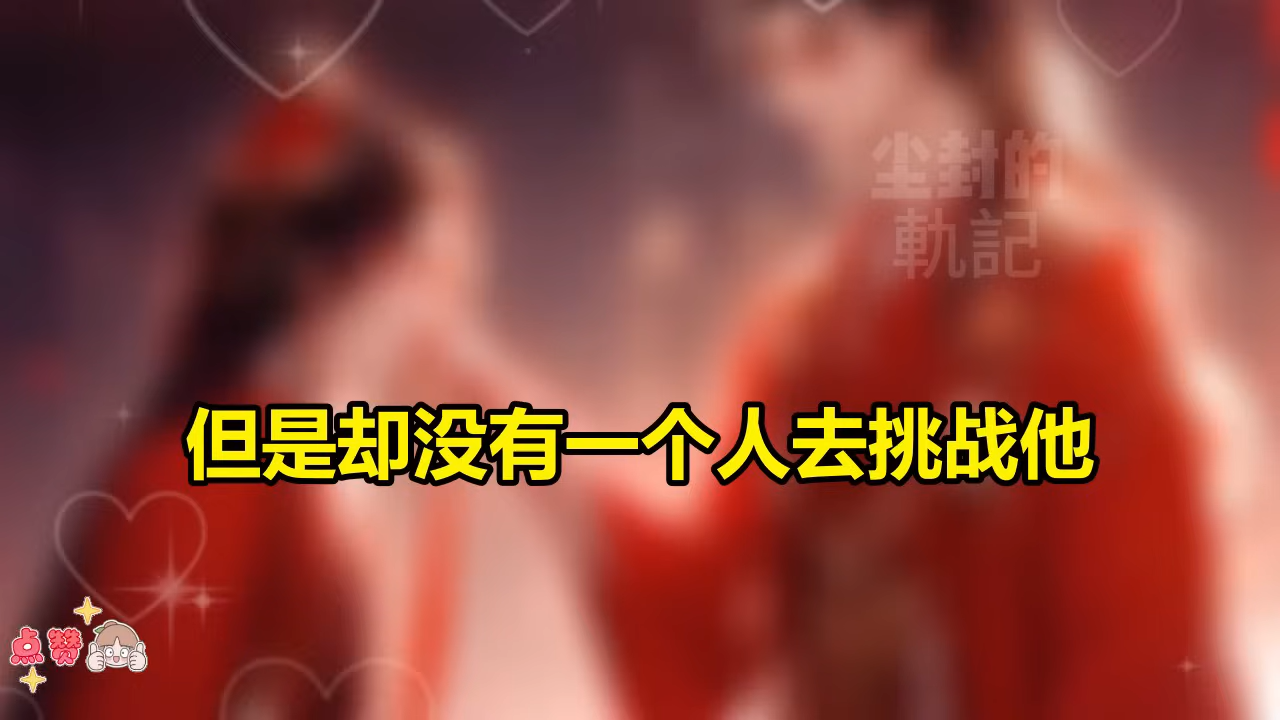 尘封的
軌記
但是却没有一个人去挑战他
点赞